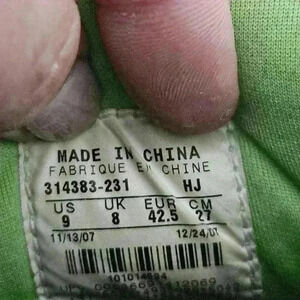 MADE IN CHINA
FABRIQUE EN CHINE
314383-231 HJ
US UK EUR CM
9 8 42.5 27
11/13/07 12/24/07